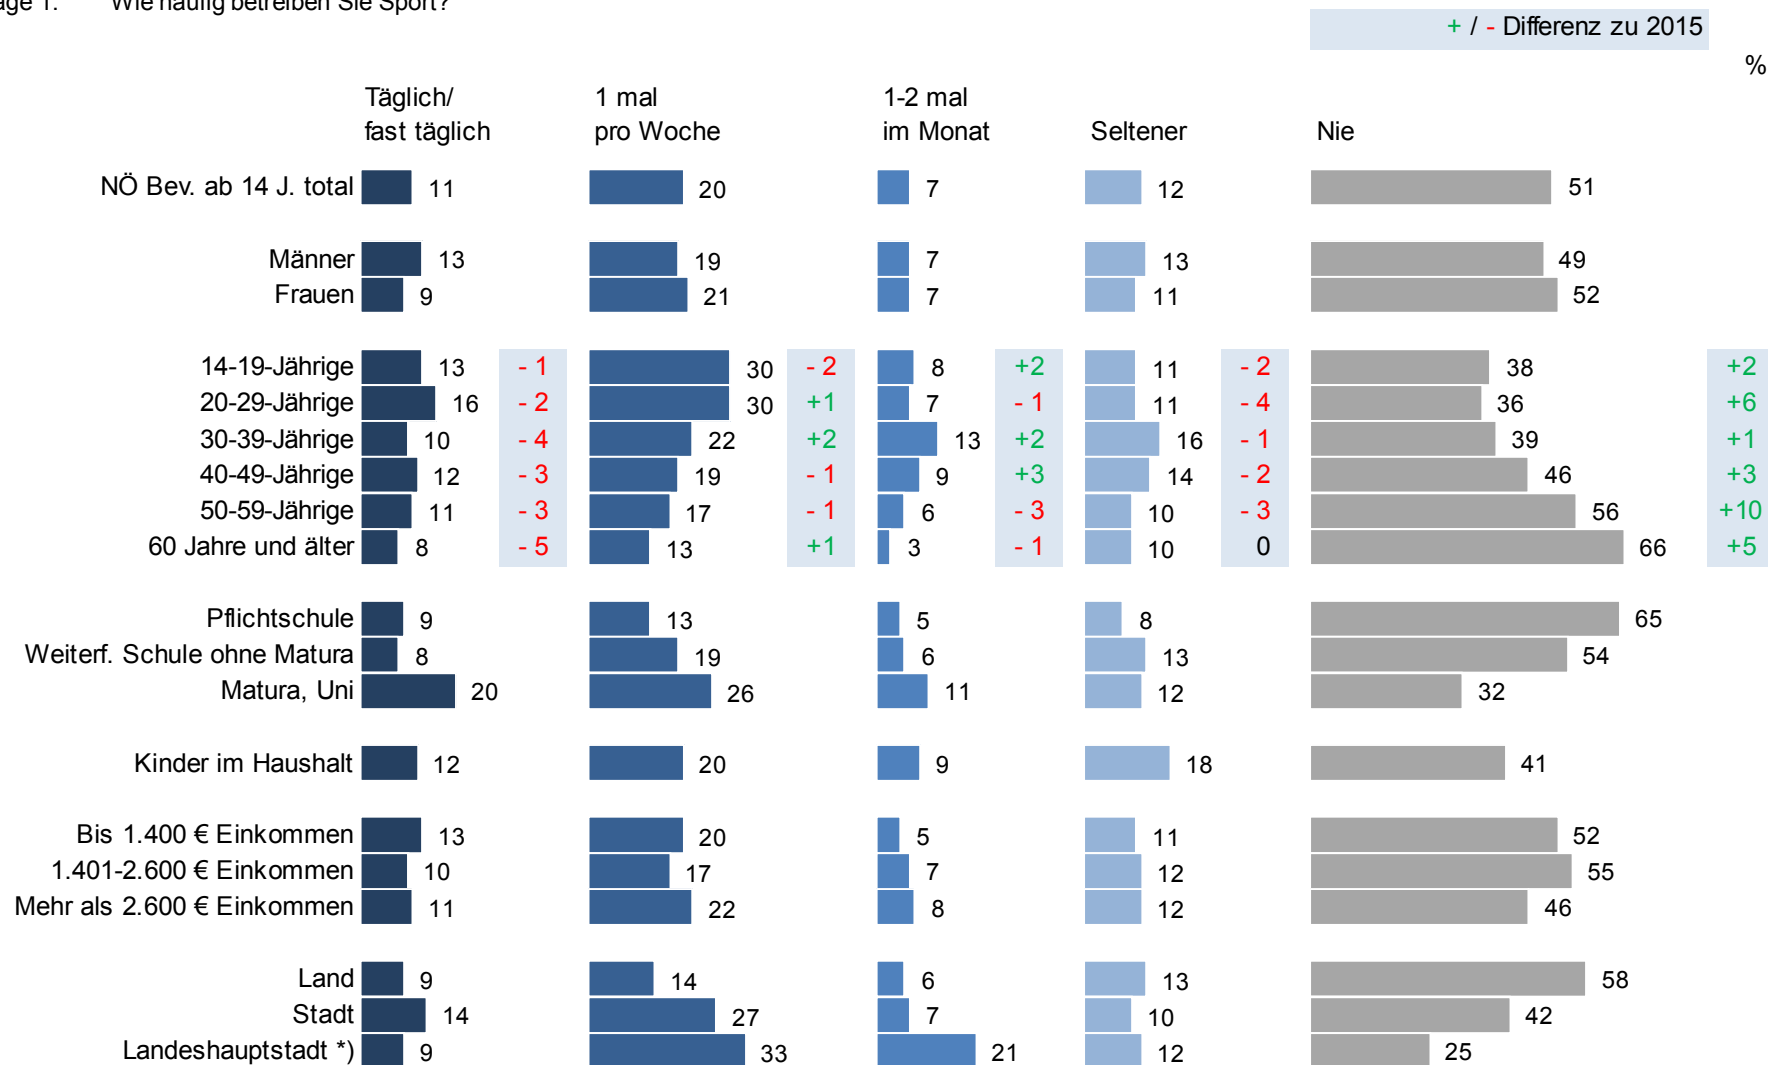 age 1. Wie häufig betreiben Sie Sport?
+ / - Differenz zu 2015
%
Täglich/ 1 mal 1-2 mal
fast täglich pro Woche im Monat Seltener Nie
NÖ Bev. ab 14 J. total 11 20 7 12 51
Männer 13 19 7 13 49
Frauen 9 21 7 11 52
14-19-Jährige 13 - 1 30 - 2 8 +2 11 - 2 38 +2
20-29-Jährige 16 - 2 30 +1 7 - 1 11 - 4 36 +6
30-39-Jährige 10 - 4 22 +2 13 +2 16 - 1 39 +1
40-49-Jährige 12 - 3 19 - 1 9 +3 14 - 2 46 +3
50-59-Jährige 11 - 3 17 - 1 6 - 3 10 - 3 56 +10
60 Jahre und älter 8 - 5 13 +1 3 - 1 10 0 66 +5
Pflichtschule 9 13 5 8 65
Weiterf. Schule ohne Matura 8 19 6 13 54
Matura, Uni 20 26 11 12 32
Kinder im Haushalt 12 20 9 18 41
Bis 1.400 € Einkommen 13 20 5 11 52
1.401-2.600 € Einkommen 10 17 7 12 55
Mehr als 2.600 € Einkommen 11 22 8 12 46
Land 9 14 6 13 58
Stadt 14 27 7 10 42
Landeshauptstadt *) 9 33 21 12 25